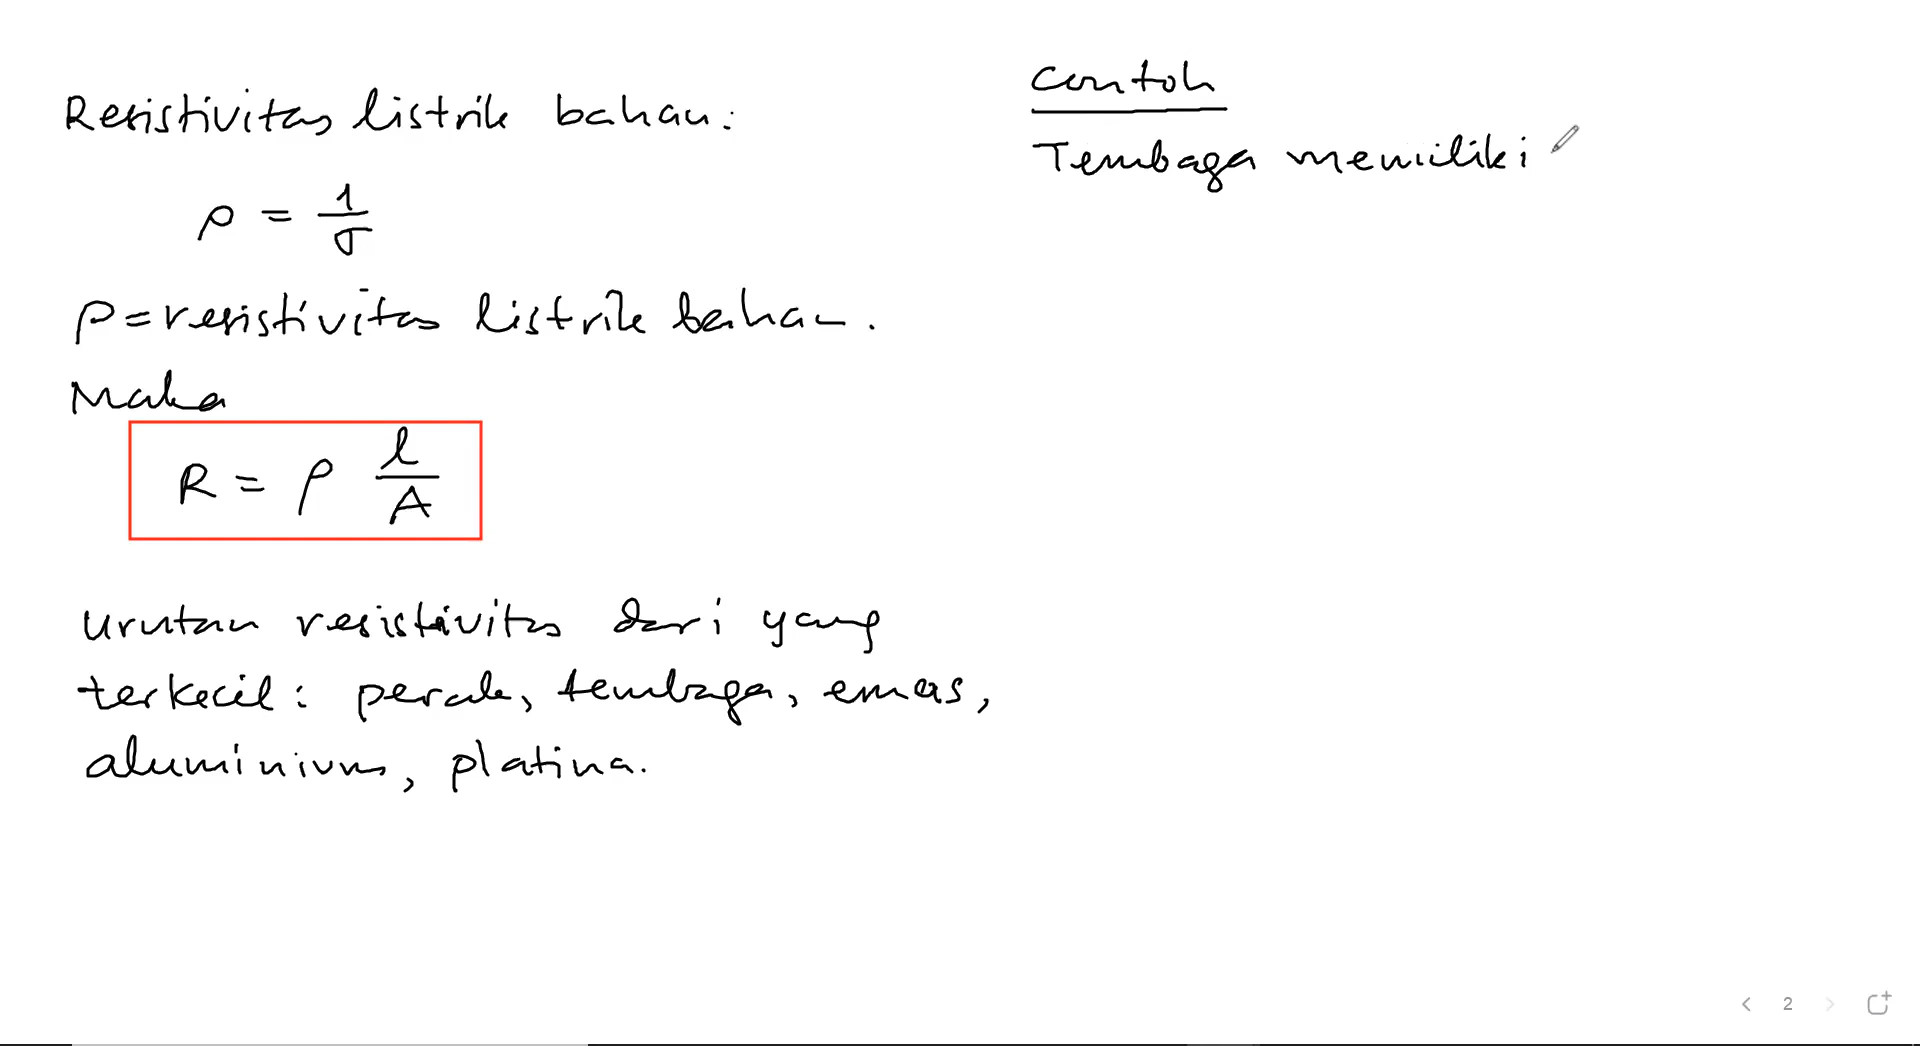 Resistivitas listrik bahan:
ρ = 1/σ
ρ = resistivitas listrik bahan.
Maka
R = ρ l/A
Urutan resistivitas dari yang
terkecil: perak, tembaga, emas,
aluminium, platina.
Contoh
Tembaga memiliki
2